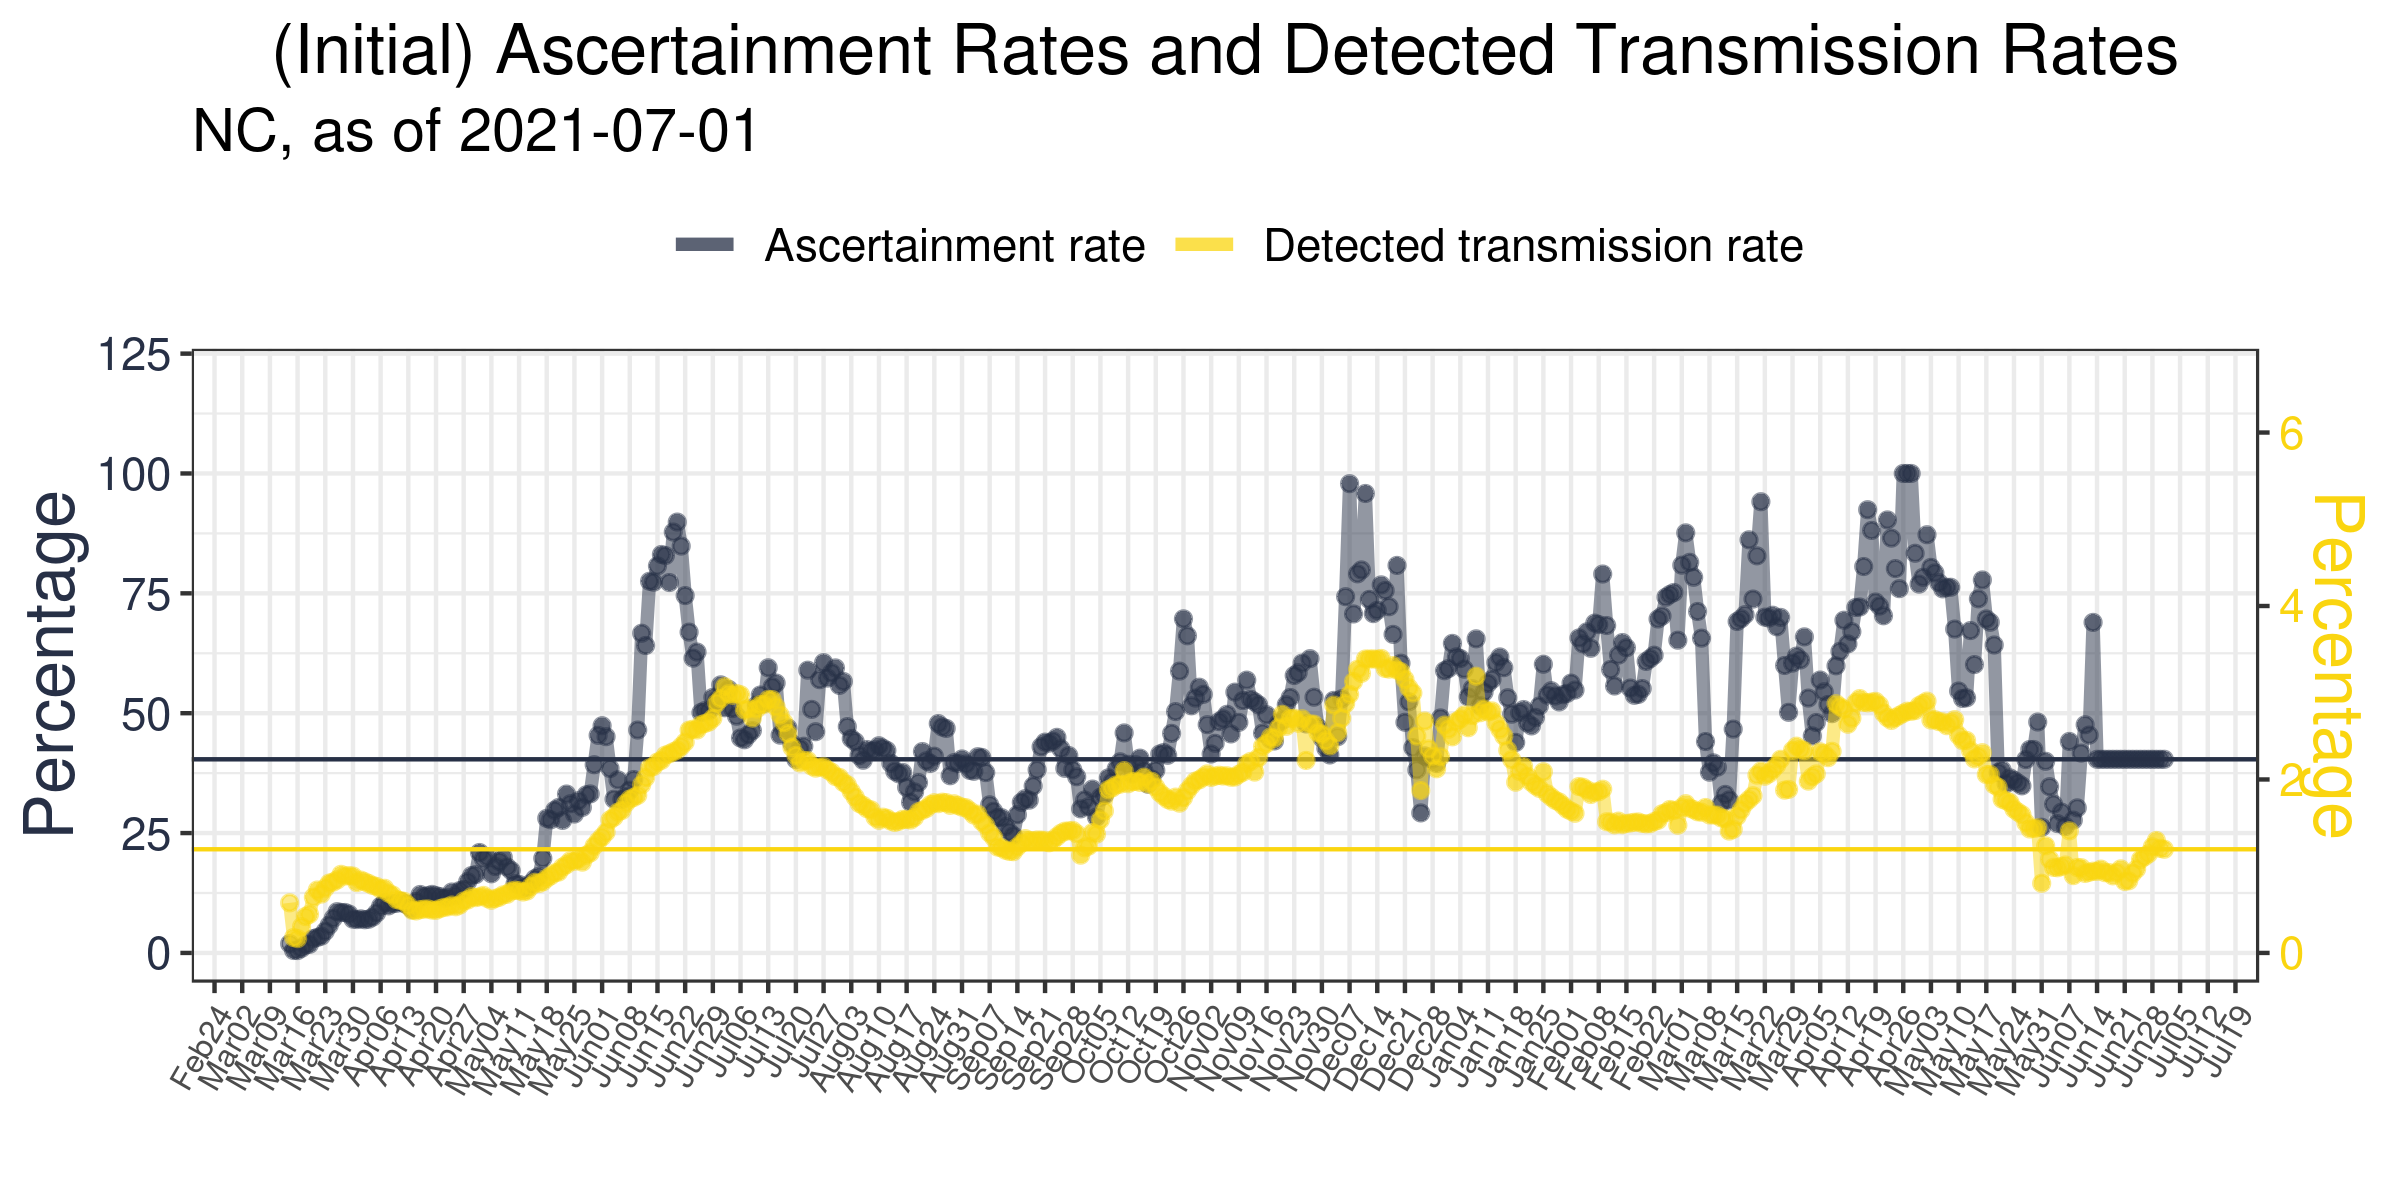 (Initial) Ascertainment Rates and Detected Transmission Rates
NC, as of 2021-07-01
Ascertainment rate
Detected transmission rate
Percentage
125
100
75
50
25
0
6
4
2
0
Percentage
Feb24
Mar02
Mar09
Mar16
Mar23
Mar30
Apr06
Apr13
Apr20
Apr27
May04
May11
May18
May25
Jun01
Jun08
Jun15
Jun22
Jun29
Jul06
Jul13
Jul20
Jul27
Aug03
Aug10
Aug17
Aug24
Aug31
Sep07
Sep14
Sep21
Sep28
Oct05
Oct12
Oct19
Oct26
Nov02
Nov09
Nov16
Nov23
Nov30
Dec07
Dec14
Dec21
Dec28
Jan04
Jan11
Jan18
Jan25
Feb01
Feb08
Feb15
Feb22
Mar01
Mar08
Mar15
Mar22
Mar29
Apr05
Apr12
Apr19
Apr26
May03
May10
May17
May24
May31
Jun07
Jun14
Jun21
Jun28
Jul05
Jul12
Jul19